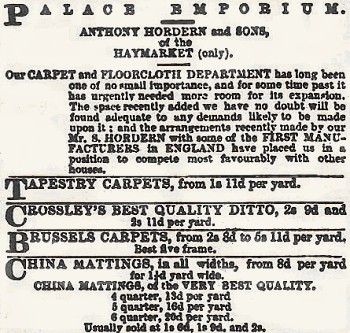 PALACE EMPORIUM.
ANTHONY HORDERN and SONS,
of the
HAYMARKET (only).
Our CARPET and FLOORCLOTH DEPARTMENT has long been
one of no small importance, and for some time past it
has urgently needed more room for its expansion.
The space recently added we have no doubt will be
found adequate to any demands likely to be made
upon it; and the arrangements recently made by our
Mr. S. HORDERN with some of the FIRST MANU-
FACTURERS in ENGLAND have placed us in a
position to compete most favourably with other
houses.
TAPESTRY CARPETS, from 1s 11d per yard.
CROSSLEY'S BEST QUALITY DITTO, 2s 9d and
2s 11d per yard.
BRUSSELS CARPETS, from 2s 8d to 5s 11d per yard.
Best five frame.
CHINA MATTINGS, in all widths, from 8d per yard
for yard wide.
CHINA MATTINGS, of the VERY BEST QUALITY.
4 quarter, 13d per yard
5 quarter, 16d per yard
6 quarter, 20d per yard.
Usually sold at 1s 6d, 1s 9d, and 2s.